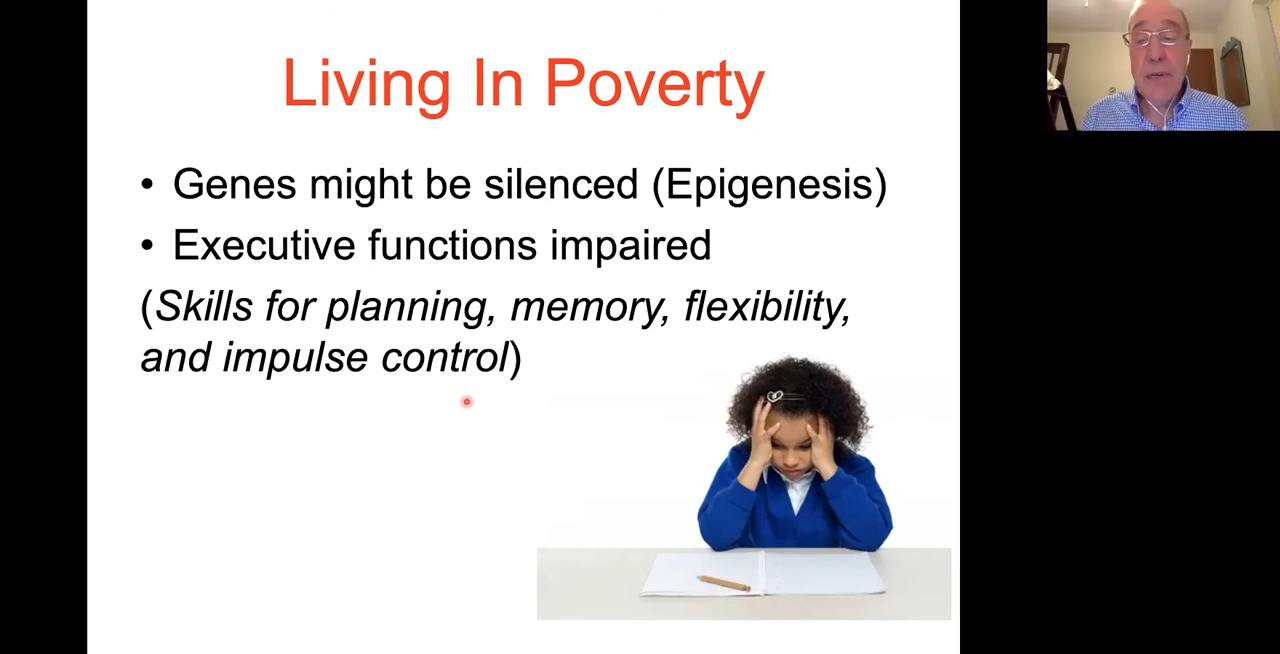 Living In Poverty
• Genes might be silenced (Epigenesis)
• Executive functions impaired
(Skills for planning, memory, flexibility,
and impulse control)